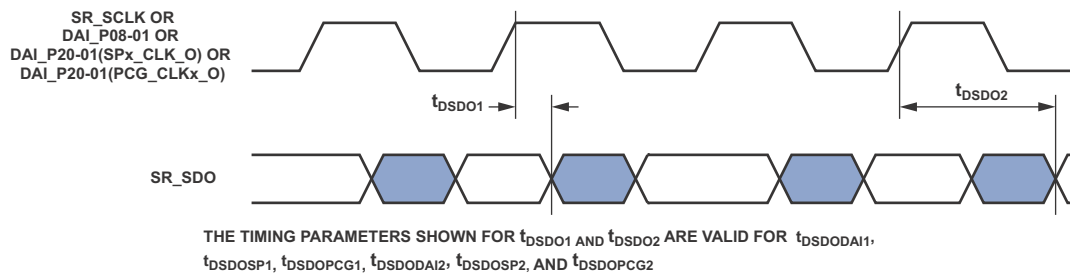 SR_SCLK OR
DAI_P08-01 OR
DAI_P20-01(SPx_CLK_O) OR
DAI_P20-01(PCG_CLKx_O)
tDSDO1
tDSDO2
SR_SDO
THE TIMING PARAMETERS SHOWN FOR tDSDO1 AND tDSDO2 ARE VALID FOR tDSDODAI1,
tDSDOSP1, tDSDOPCG1, tDSDODAI2, tDSDOSP2, AND tDSDOPCG2